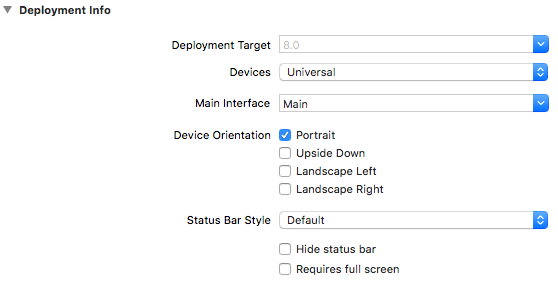 Deployment Info
Deployment Target 8.0
Devices Universal
Main Interface Main
Device Orientation Portrait
Upside Down
Landscape Left
Landscape Right
Status Bar Style Default
Hide status bar
Requires full screen